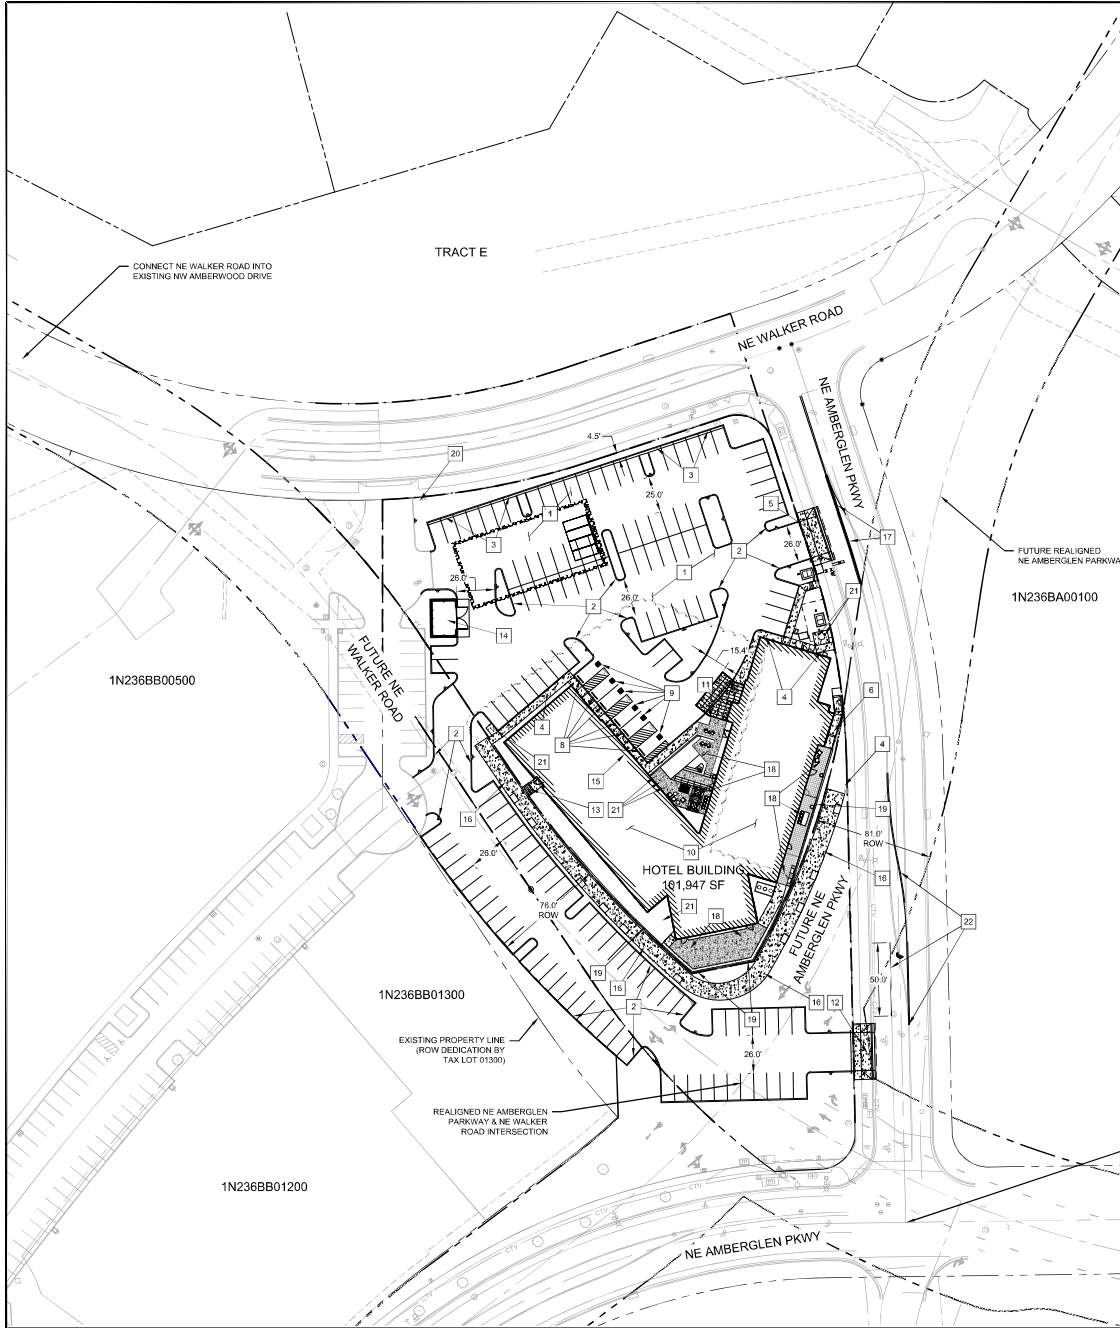 TRACT E
CONNECT NE WALKER ROAD INTO
EXISTING NW AMBERWOOD DRIVE
NE WALKER ROAD
NE AMBERGLEN PKWY
4.5'
20
3
25.0'
1
5
3
17
2
26.0'
FUTURE REALIGNED
NE AMBERGLEN PARKWA
1
26.0'
21
1N236BA00100
26.0'
2
14
FUTURE NE
WALKER ROAD
15.4'
1N236BB00500
11
9
4
6
4
2
8
4
21
15
18
18
13
21
19
16
81.0'
ROW
26.0'
10
HOTEL BUILDING
101,947 SF
16
76.0'
ROW
21
18
FUTURE NE
AMBERGLEN PKWY
CTV
22
19
16
50.0'
1N236BB01300
2
19
16
12
EXISTING PROPERTY LINE
(ROW DEDICATION BY
TAX LOT 01300)
26.0'
REALIGNED NE AMBERGLEN
PARKWAY & NE WALKER
ROAD INTERSECTION
CTV
1N236BB01200
CTV
CTV
CTV
NE AMBERGLEN PKWY